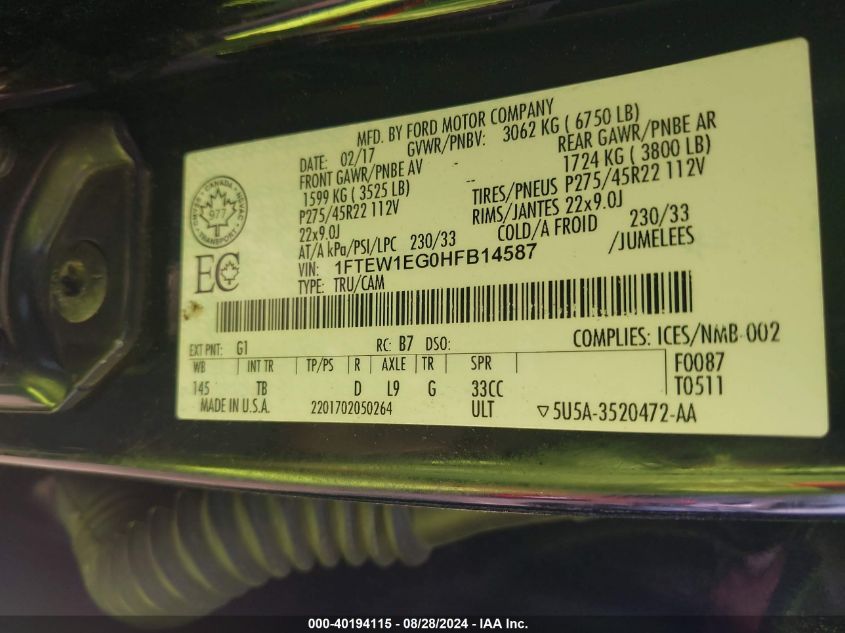 MFD. BY FORD MOTOR COMPANY
DATE: 02/17 GVWR/PNBV: 3062 KG ( 6750 LB)
FRONT GAWR/PNBE AV - REAR GAWR/PNBE AR
1599 KG ( 3525 LB) - 1724 KG ( 3800 LB)
P275/45R22 112V TIRES/PNEUS P275/45R22 112V
22x9.0J RIMS/JANTES 22x9.0J
AT/A kPa/PSI/LPC 230/33 COLD/A FROID 230/33
VIN: 1FTEW1EG0HFB14587 /JUMELEES
TYPE: TRU/CAM
CANADA
977
TRANSPORT
EC
EXT PNT: G1 RC: B7 DSO: COMPLIES: ICES/NMB-002
WB INT TR TP/PS R AXLE TR SPR F0087
145 TB D L9 G 33CC T0511
MADE IN U.S.A. 2201702050264 ULT ▽5U5A-3520472-AA
000-40194115 - 08/28/2024 - IAA Inc.